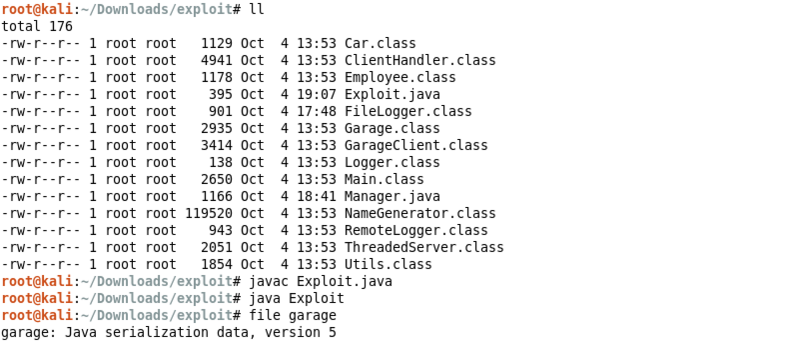 root@kali:~/Downloads/exploit# ll
total 176
-rw-r--r-- 1 root root   1129 Oct  4 13:53 Car.class
-rw-r--r-- 1 root root   4941 Oct  4 13:53 ClientHandler.class
-rw-r--r-- 1 root root   1178 Oct  4 13:53 Employee.class
-rw-r--r-- 1 root root    395 Oct  4 19:07 Exploit.java
-rw-r--r-- 1 root root    901 Oct  4 17:48 FileLogger.class
-rw-r--r-- 1 root root   2935 Oct  4 13:53 Garage.class
-rw-r--r-- 1 root root   3414 Oct  4 13:53 GarageClient.class
-rw-r--r-- 1 root root    138 Oct  4 13:53 Logger.class
-rw-r--r-- 1 root root   2650 Oct  4 13:53 Main.class
-rw-r--r-- 1 root root   1166 Oct  4 18:41 Manager.java
-rw-r--r-- 1 root root 119520 Oct  4 13:53 NameGenerator.class
-rw-r--r-- 1 root root    943 Oct  4 13:53 RemoteLogger.class
-rw-r--r-- 1 root root   2051 Oct  4 13:53 ThreadedServer.class
-rw-r--r-- 1 root root   1854 Oct  4 13:53 Utils.class
root@kali:~/Downloads/exploit# javac Exploit.java
root@kali:~/Downloads/exploit# java Exploit
root@kali:~/Downloads/exploit# file garage
garage: Java serialization data, version 5